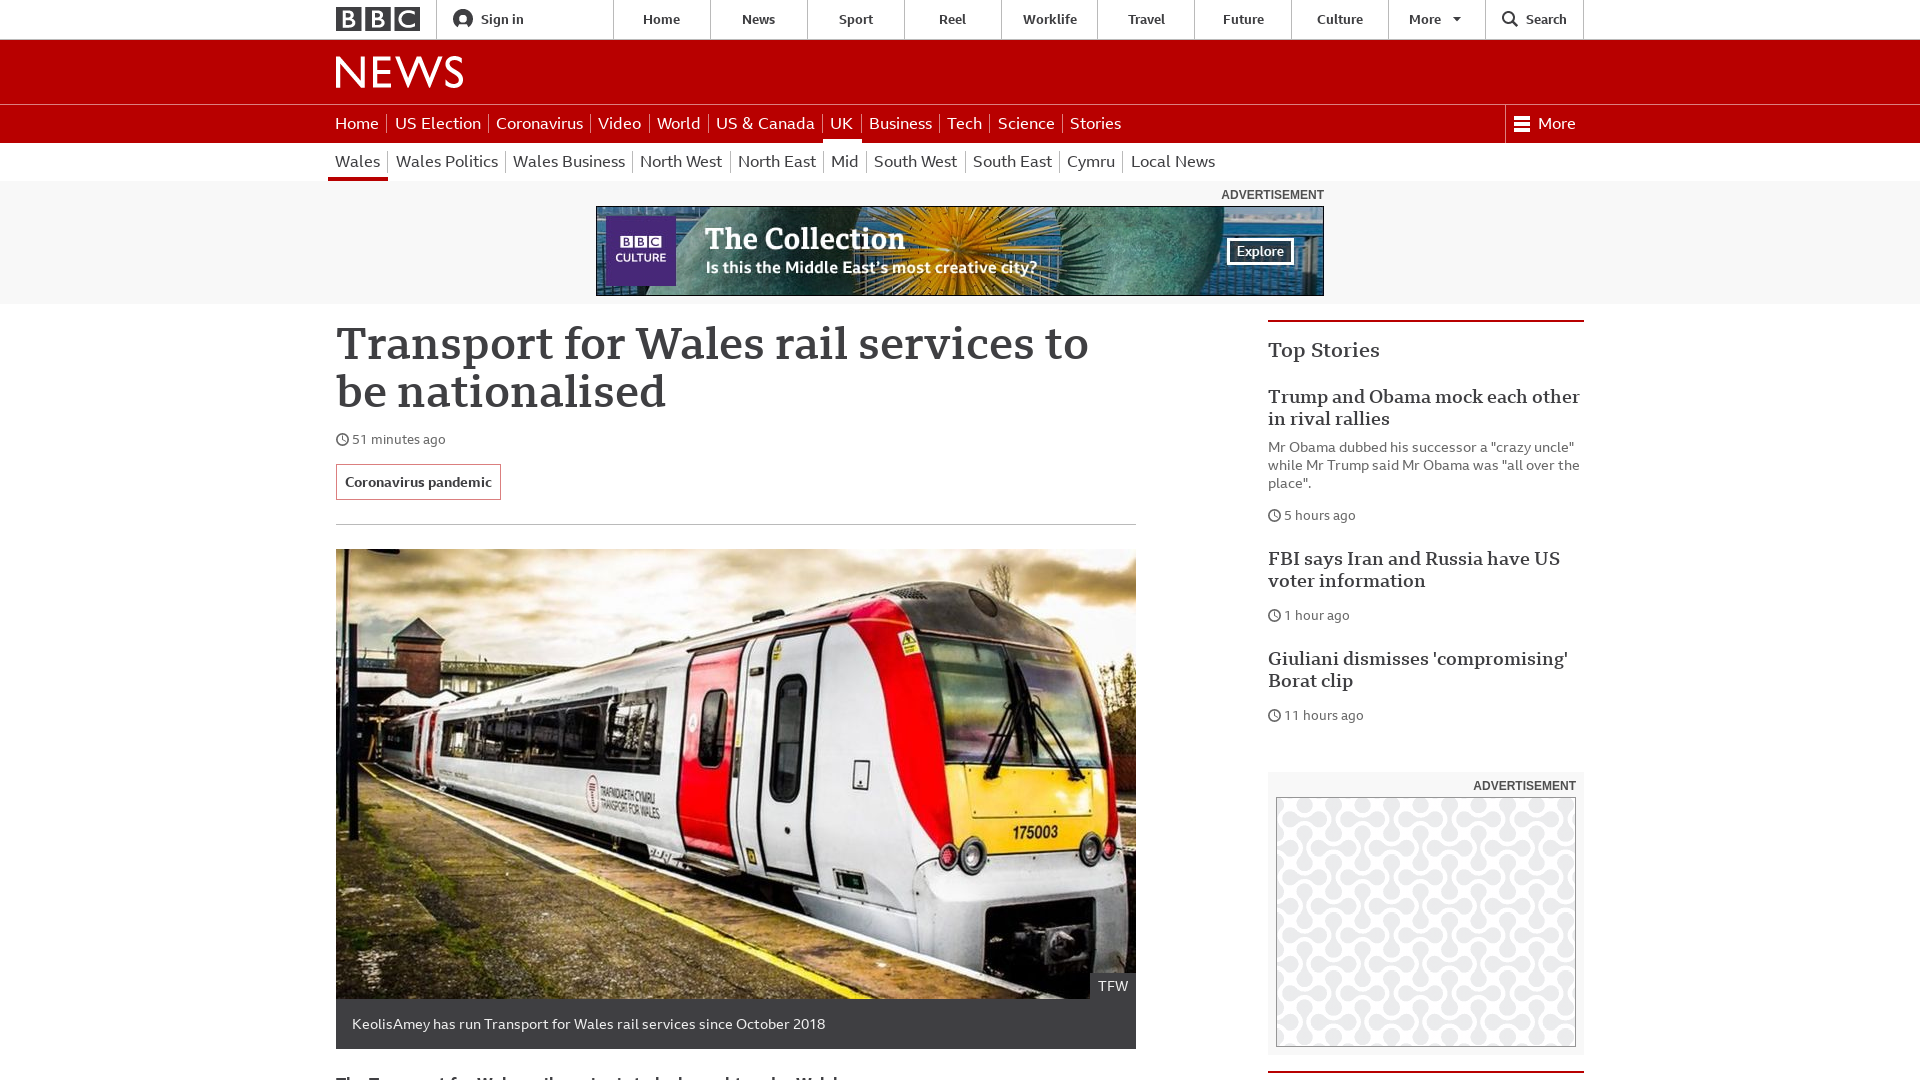 BBC
Sign in
Home
News
Sport
Reel
Worklife
Travel
Future
Culture
More
Search
NEWS
Home
US Election
Coronavirus
Video
World
US & Canada
UK
Business
Tech
Science
Stories
More
Wales
Wales Politics
Wales Business
North West
North East
Mid
South West
South East
Cymru
Local News
ADVERTISEMENT
BBC
CULTURE
The Collection
Is this the Middle East's most creative city?
Explore
Transport for Wales rail services to
be nationalised
51 minutes ago
Coronavirus pandemic
TRAFNIDIAETH CYMRU
TRANSPORT FOR WALES
175003
TFW
KeolisAmey has run Transport for Wales rail services since October 2018
Top Stories
Trump and Obama mock each other
in rival rallies
Mr Obama dubbed his successor a "crazy uncle"
while Mr Trump said Mr Obama was "all over the
place".
5 hours ago
FBI says Iran and Russia have US
voter information
1 hour ago
Giuliani dismisses 'compromising'
Borat clip
11 hours ago
ADVERTISEMENT